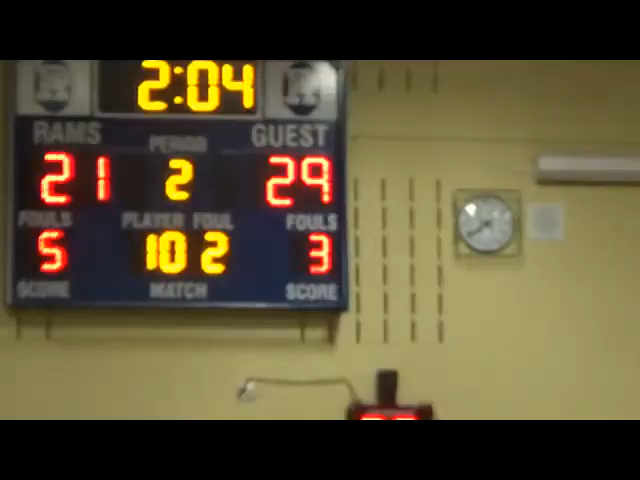 2:04
RAMS PERIOD GUEST
21 2 29
FOULS PLAYER FOUL FOULS
5 10 2 3
SCORE MATCH SCORE